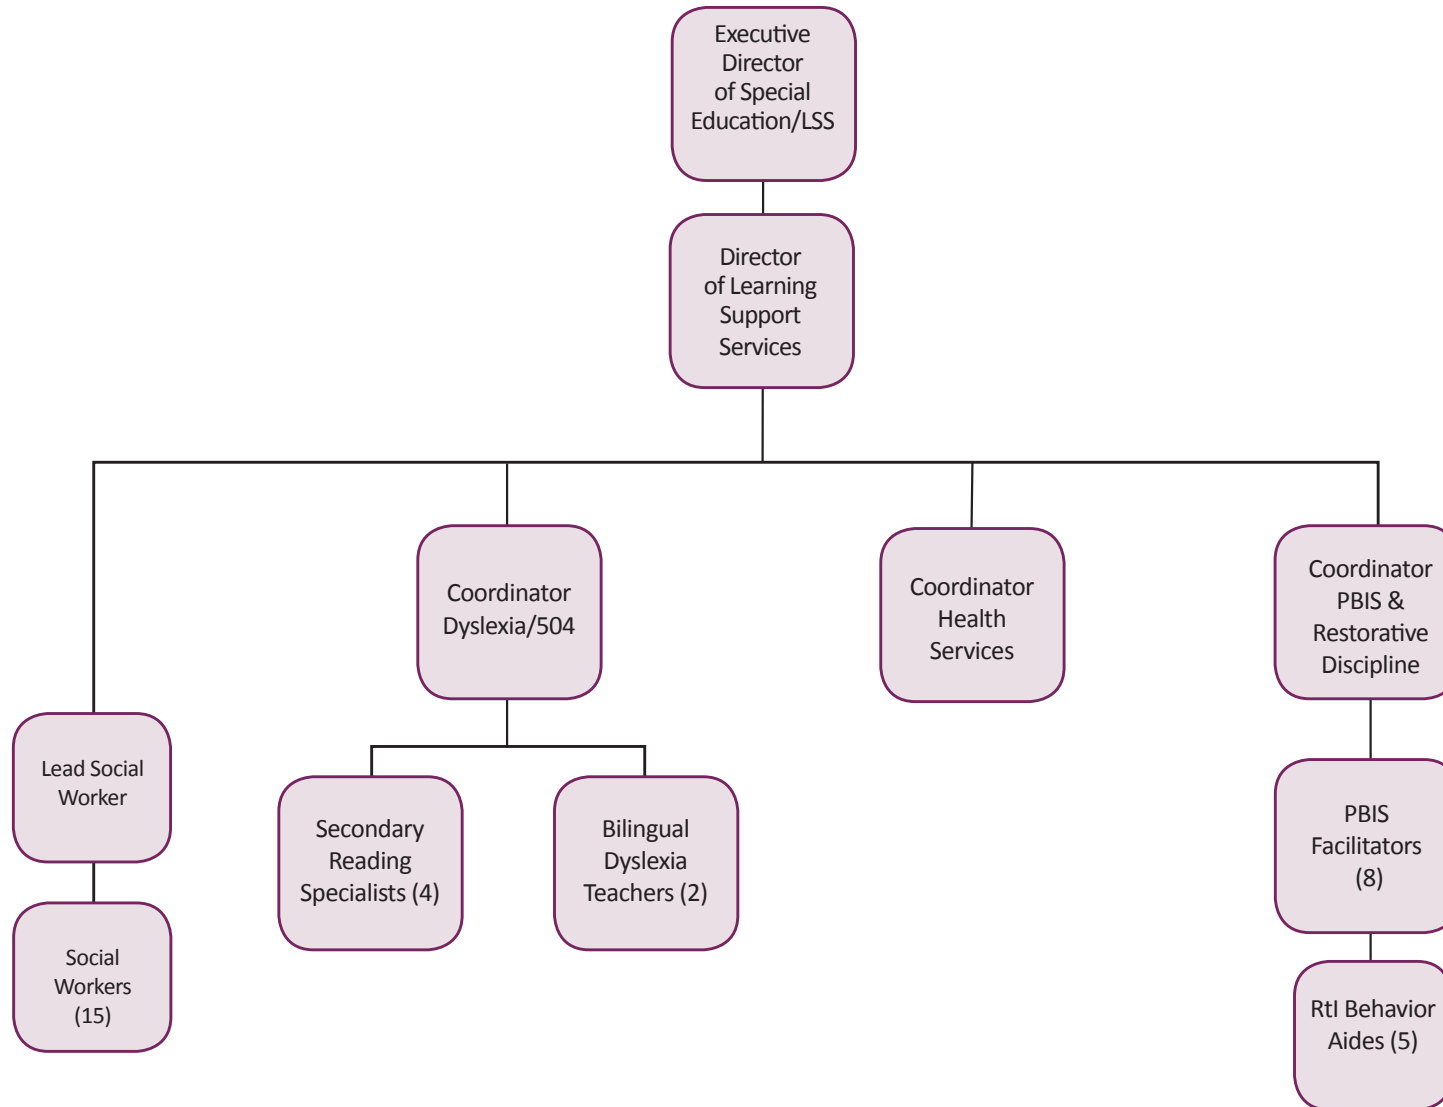 Executive
Director
of Special
Education/LSS
Director
of Learning
Support
Services
Coordinator
Dyslexia/504
Coordinator
Health
Services
Coordinator
PBIS &
Restorative
Discipline
Lead Social
Worker
Secondary
Reading
Specialists (4)
Bilingual
Dyslexia
Teachers (2)
PBIS
Facilitators
(8)
Social
Workers
(15)
RtI Behavior
Aides (5)